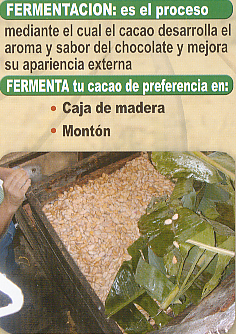 FERMENTACION: es el proceso
mediante el cual el cacao desarrolla el
aroma y sabor del chocolate y mejora
su apariencia externa
FERMENTA tu cacao de preferencia en:
• Caja de madera
• Montón